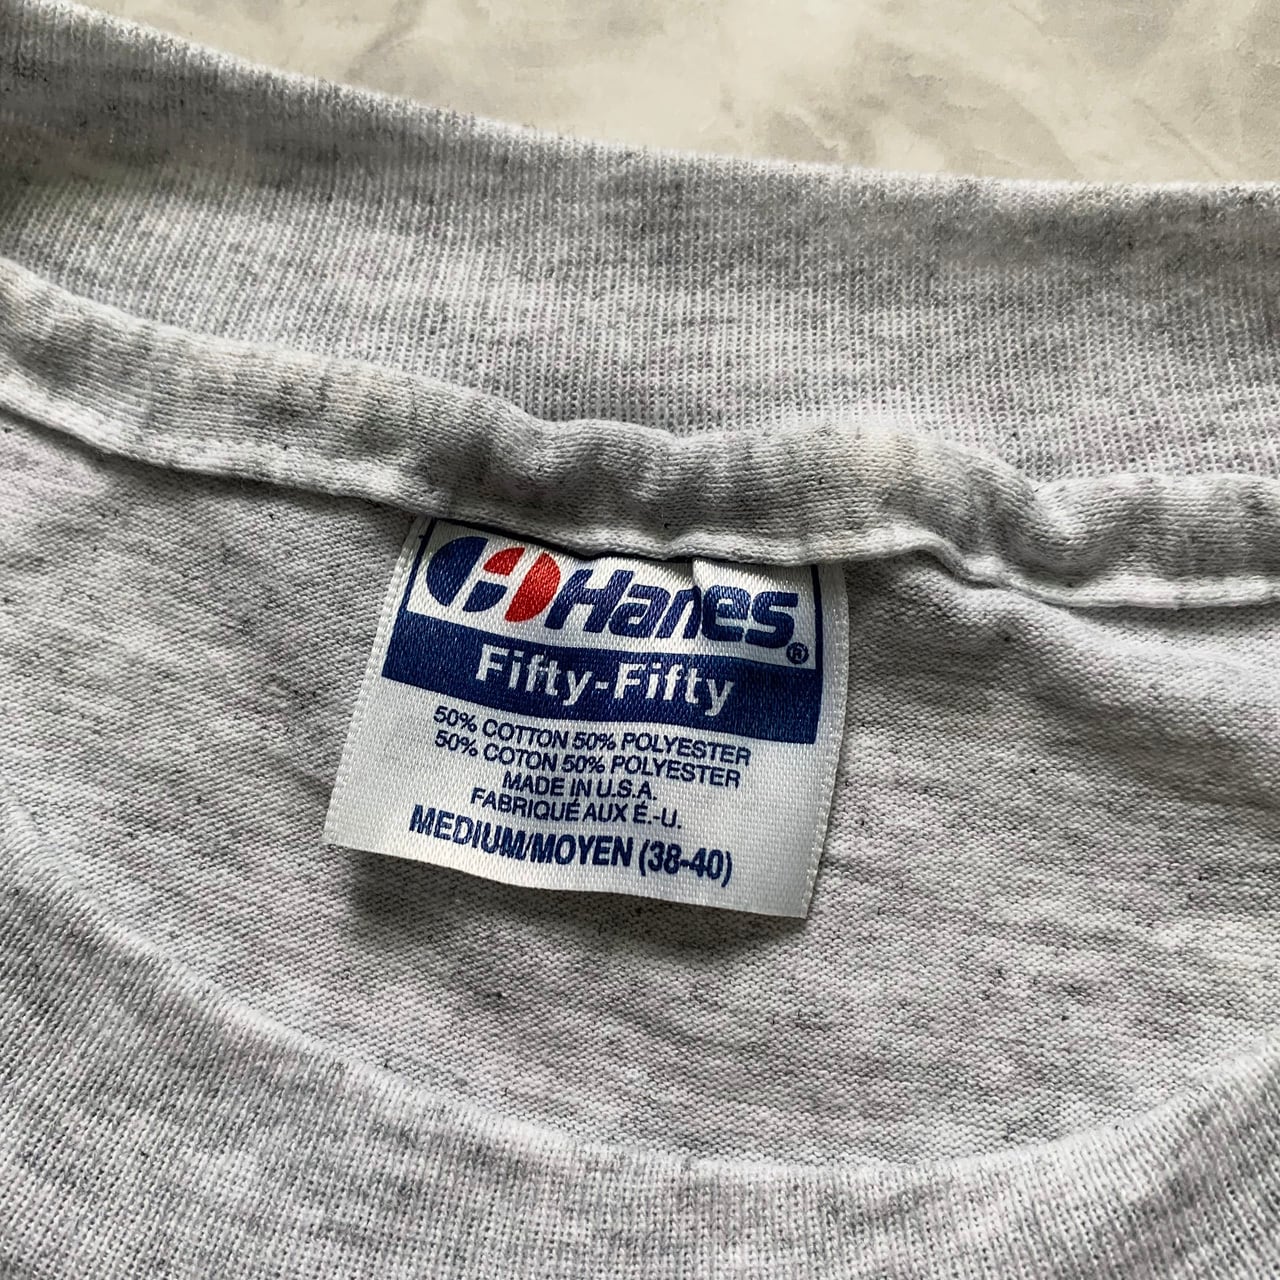 Hanes®
Fifty-Fifty
50% COTTON 50% POLYESTER
50% COTON 50% POLYESTER
MADE IN U.S.A.
FABRIQUÉ AUX É.-U.
MEDIUM/MOYEN (38-40)